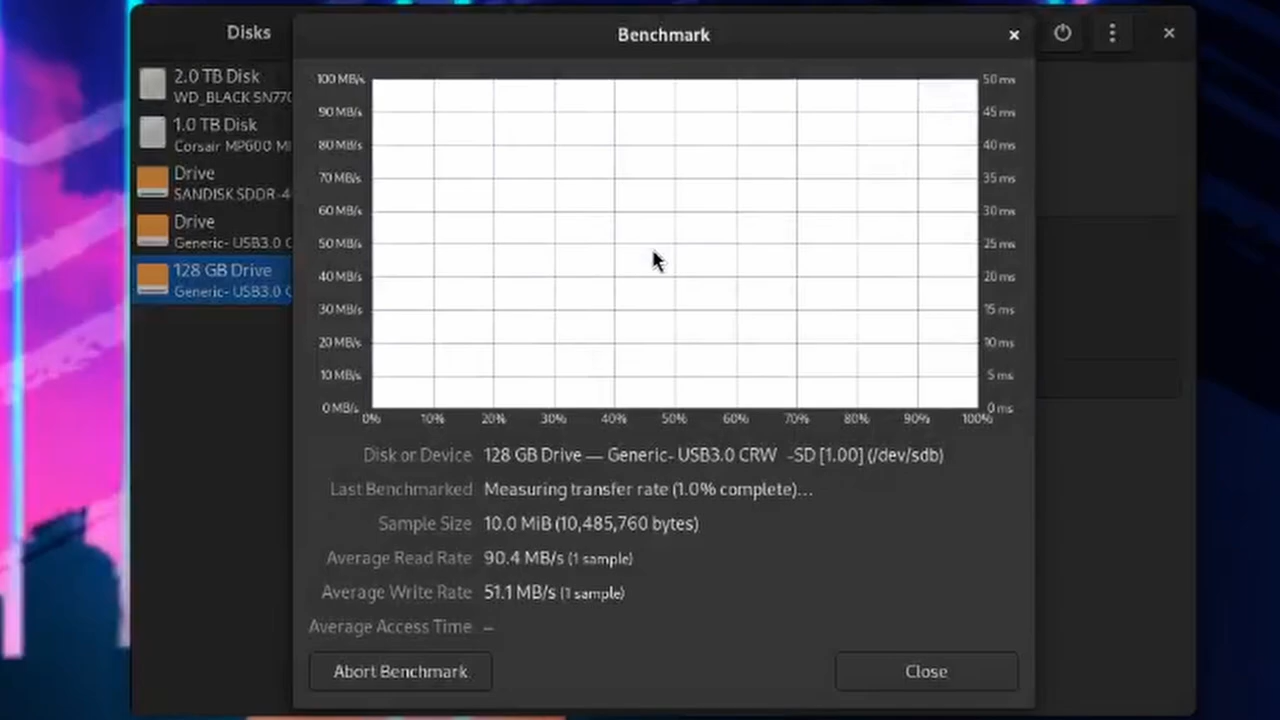 Disks
2.0 TB Disk
WD_BLACK SN770
1.0 TB Disk
Corsair MP600
Drive
SANDISK SDDR-4
Drive
Generic- USB3.0
128 GB Drive
Generic- USB3.0
Benchmark
100 MB/s
90 MB/s
80 MB/s
70 MB/s
60 MB/s
50 MB/s
40 MB/s
30 MB/s
20 MB/s
10 MB/s
0 MB/s
50 ms
45 ms
40 ms
35 ms
30 ms
25 ms
20 ms
15 ms
10 ms
5 ms
0 ms
0% 10% 20% 30% 40% 50% 60% 70% 80% 90% 100%
Disk or Device 128 GB Drive — Generic- USB3.0 CRW -SD [1.00] (/dev/sdb)
Last Benchmarked Measuring transfer rate (1.0% complete)…
Sample Size 10.0 MiB (10,485,760 bytes)
Average Read Rate 90.4 MB/s (1 sample)
Average Write Rate 51.1 MB/s (1 sample)
Average Access Time –
Abort Benchmark Close